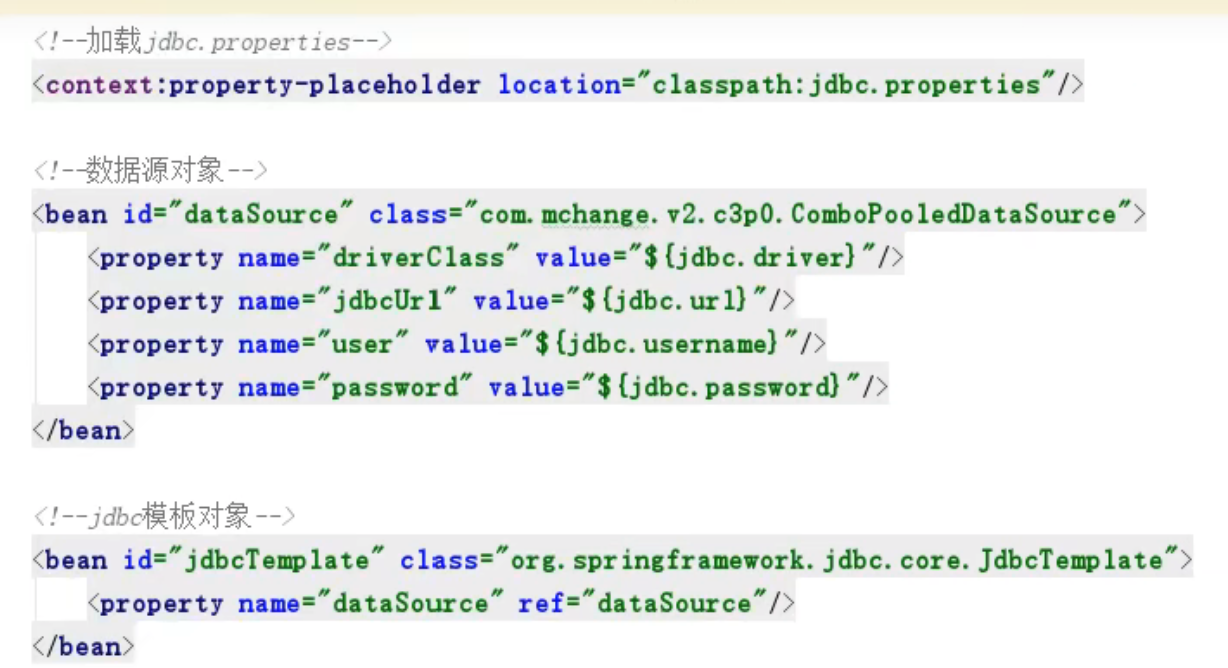 <!--加载jdbc.properties-->
<context:property-placeholder location="classpath:jdbc.properties"/>
<!--数据源对象-->
<bean id="dataSource" class="com.mchange.v2.c3p0.ComboPooledDataSource">
<property name="driverClass" value="${jdbc.driver}"/>
<property name="jdbcUrl" value="${jdbc.url}"/>
<property name="user" value="${jdbc.username}"/>
<property name="password" value="${jdbc.password}"/>
</bean>
<!--jdbc模板对象-->
<bean id="jdbcTemplate" class="org.springframework.jdbc.core.JdbcTemplate">
<property name="dataSource" ref="dataSource"/>
</bean>